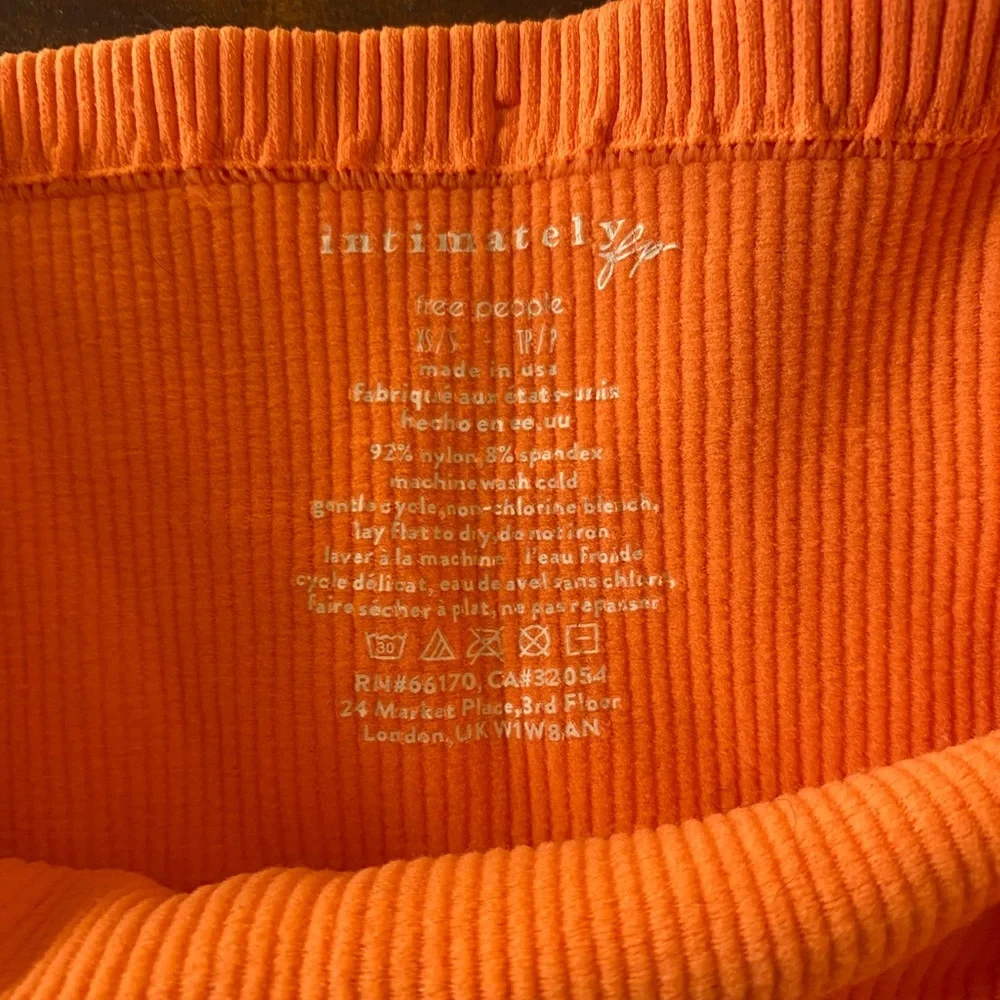 intimately fp
free people
XS/S - TP/P
made in usa
fabriqué aux états-unis
hecho en ee.uu
92% nylon, 8% spandex
machine wash cold
gentle cycle, non-chlorine bleach,
lay flat to dry, do not iron
laver à la machine l'eau froide
cycle délicat, eau de avel sans chlore,
faire sécher à plat, ne pas repasser
30
RN#66170, CA#32054
24 Market Place, 3rd Floor
London, UK W1W 8AN